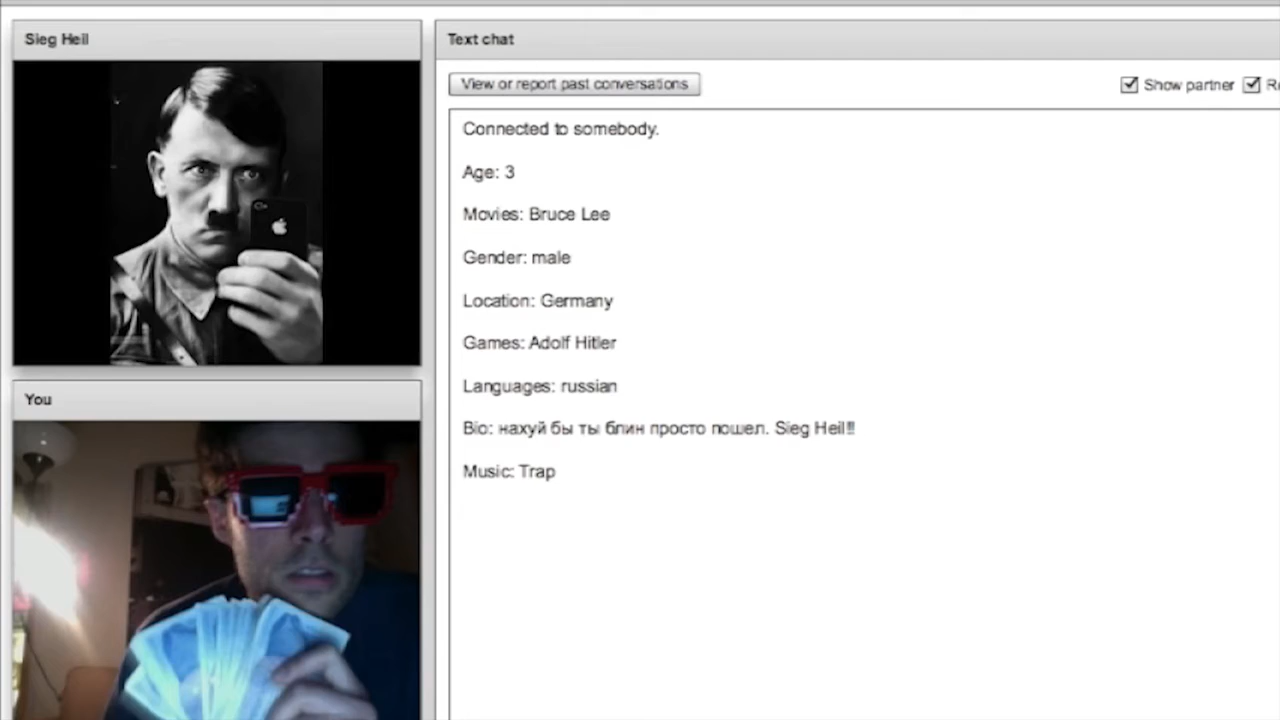 Sieg Heil
Text chat
View or report past conversations
Show partner
Connected to somebody.
Age: 3
Movies: Bruce Lee
Gender: male
Location: Germany
Games: Adolf Hitler
Languages: russian
Bio: нахуй бы ты блин просто пошел. Sieg Heil!!
Music: Trap
You